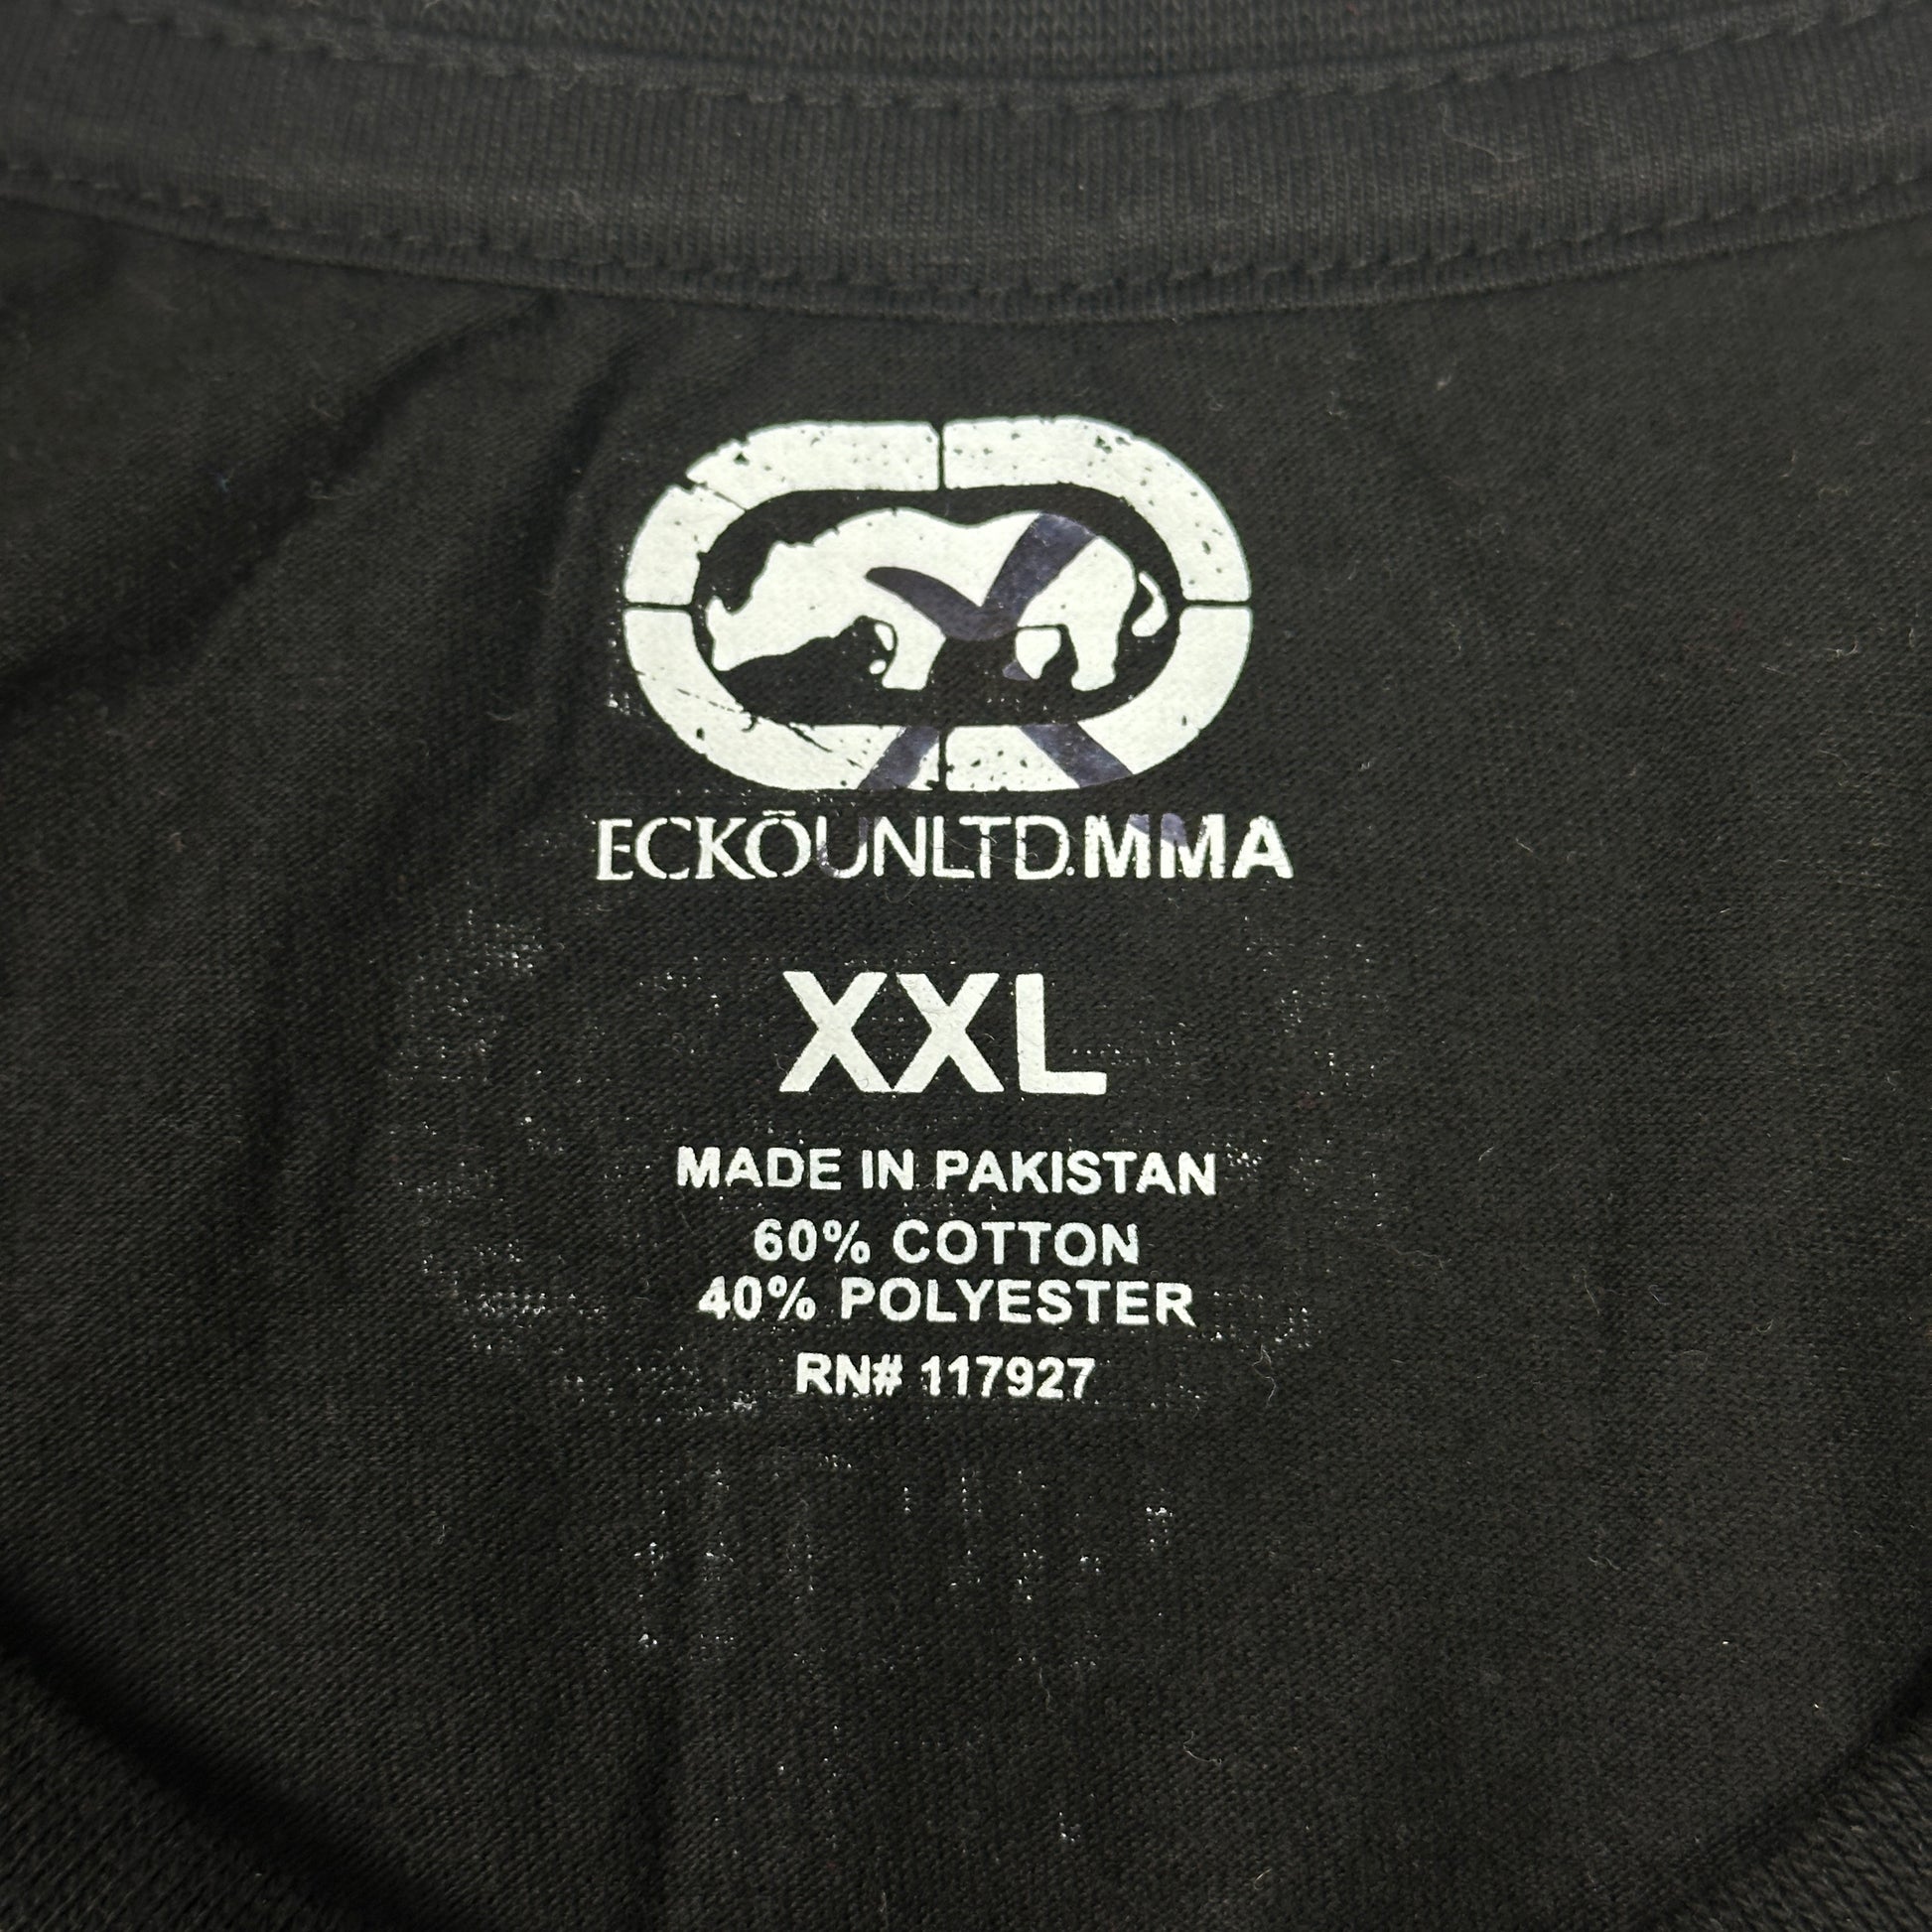 ECKŌUNLTD.MMA
XXL
MADE IN PAKISTAN
60% COTTON
40% POLYESTER
RN# 117927